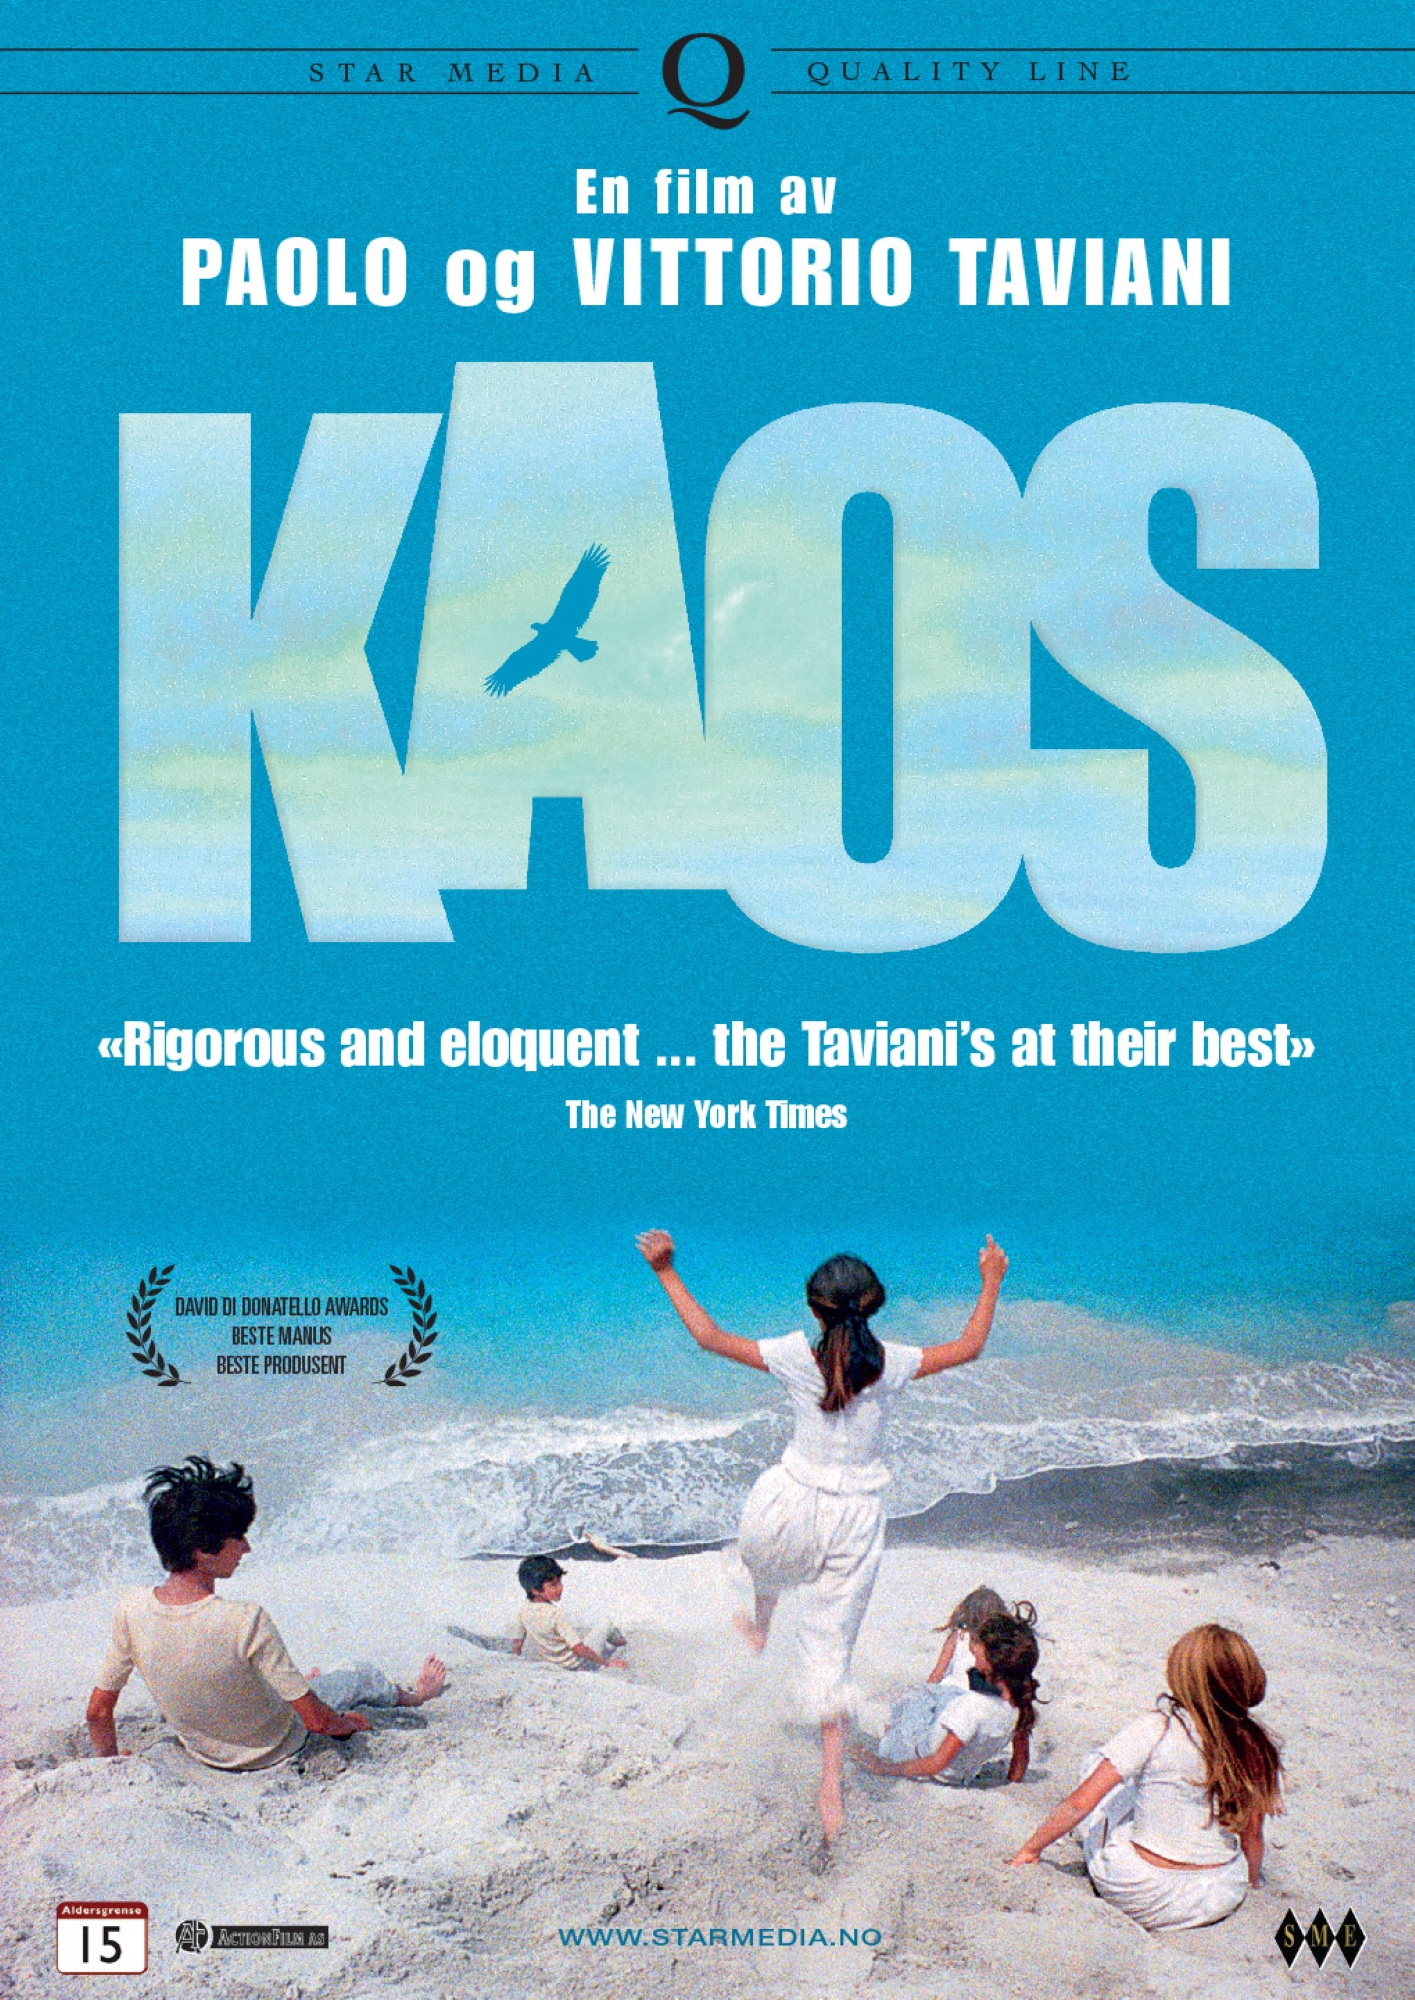 STAR MEDIA Q QUALITY LINE
En film av
PAOLO og VITTORIO TAVIANI
KAOS
«Rigorous and eloquent ... the Taviani's at their best»
The New York Times
DAVID DI DONATELLO AWARDS
BESTE MANUS
BESTE PRODUSENT
Aldersgrense
15
AF ACTIONFILM AS
WWW.STARMEDIA.NO
SME